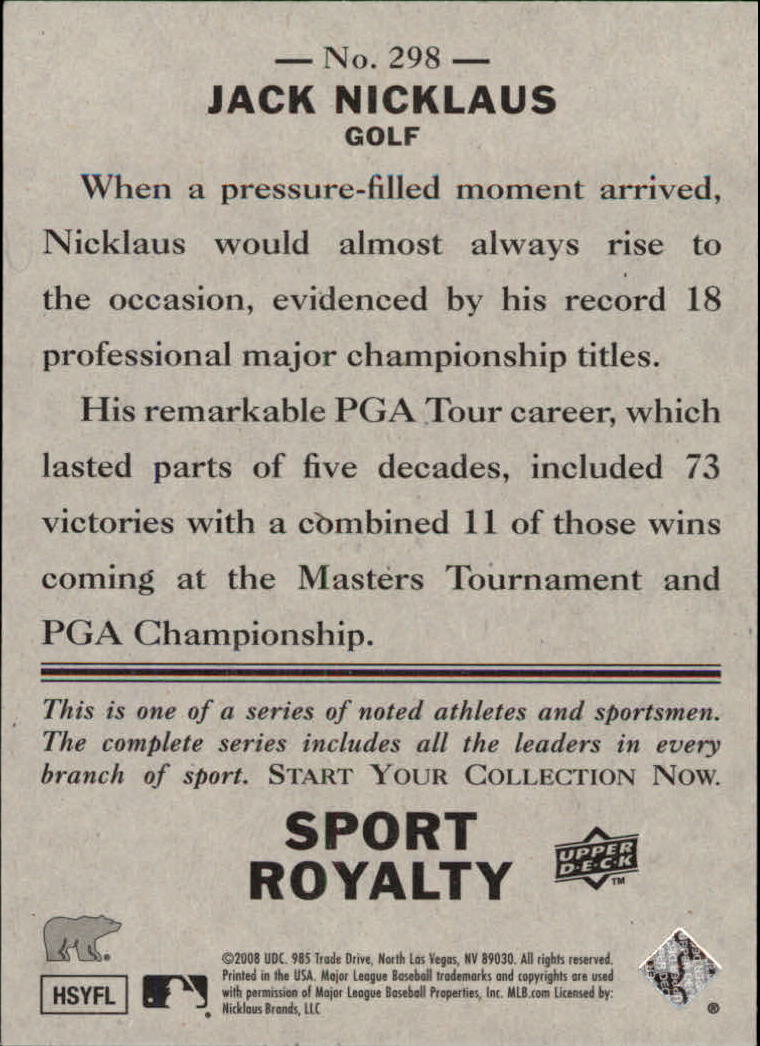 — No. 298 —
JACK NICKLAUS
GOLF
When a pressure-filled moment arrived,
Nicklaus would almost always rise to
the occasion, evidenced by his record 18
professional major championship titles.
His remarkable PGA Tour career, which
lasted parts of five decades, included 73
victories with a combined 11 of those wins
coming at the Masters Tournament and
PGA Championship.
This is one of a series of noted athletes and sportsmen.
The complete series includes all the leaders in every
branch of sport. START YOUR COLLECTION NOW.
SPORT
ROYALTY
UPPER
D·E·C·K
TM
©2008 UDC. 985 Trade Drive, North Las Vegas, NV 89030. All rights reserved.
Printed in the USA. Major League Baseball trademarks and copyrights are used
with permission of Major League Baseball Properties, Inc. MLB.com Licensed by:
Nicklaus Brands, LLC
HSYFL
®